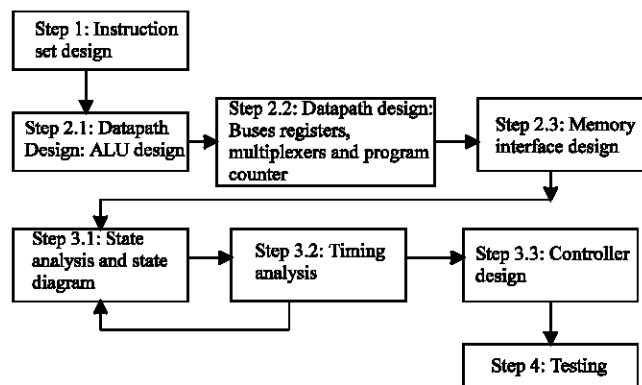 Step 1: Instruction
set design
Step 2.1: Datapath
Design: ALU design
Step 2.2: Datapath design:
Buses registers,
multiplexers and program
counter
Step 2.3: Memory
interface design
Step 3.1: State
analysis and state
diagram
Step 3.2: Timing
analysis
Step 3.3: Controller
design
Step 4: Testing